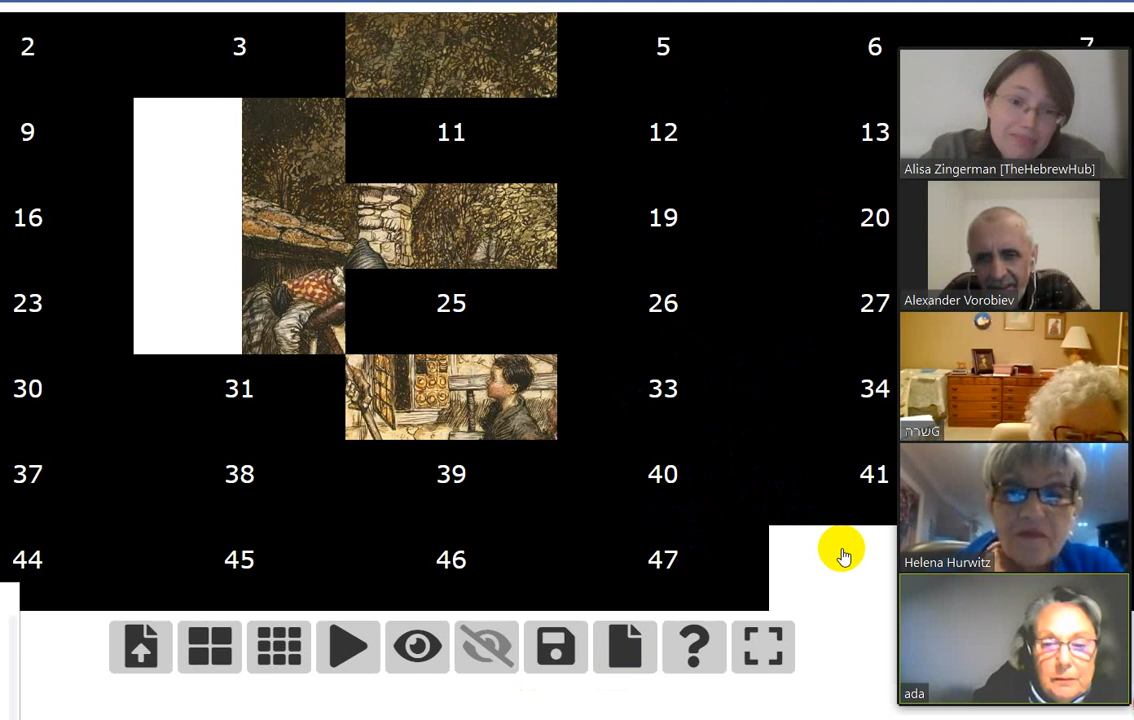 2 3 5 6 7
9 11 12 13
16 19 20
23 25 26 27
30 31 33 34
37 38 39 40 41
44 45 46 47
Alisa Zingerman [TheHebrewHub]
Alexander Vorobiev
שרהG
Helena Hurwitz
ada
?